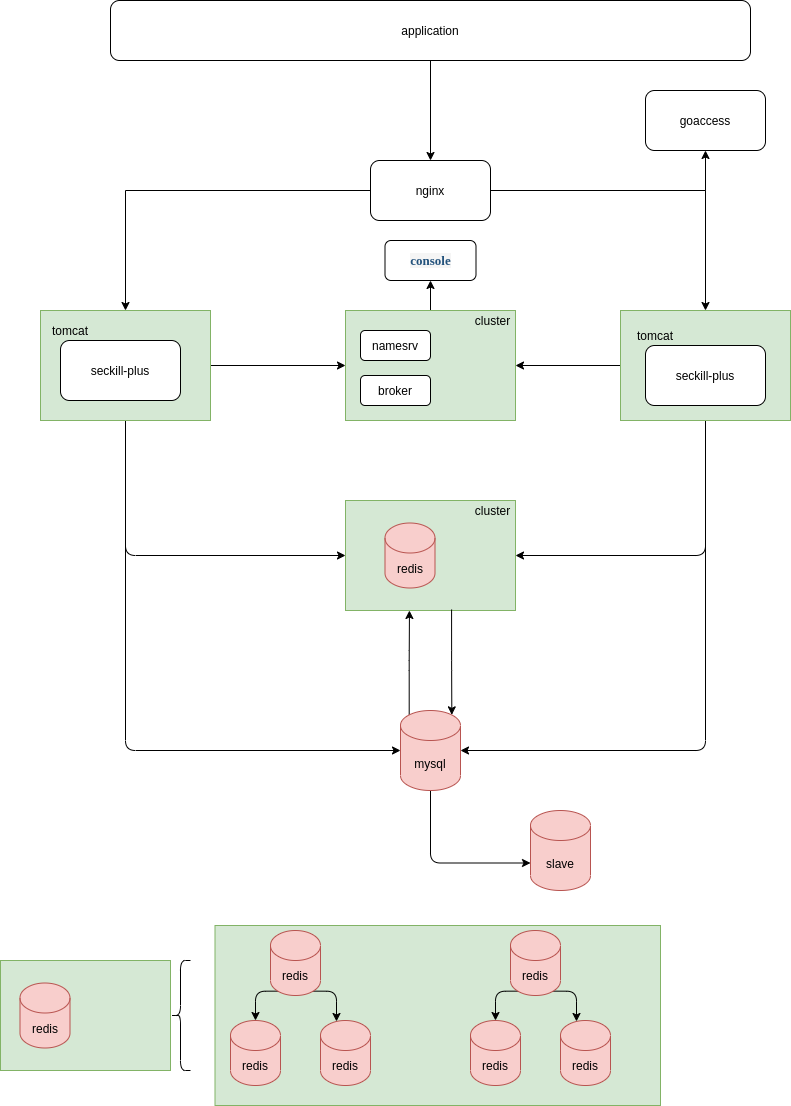 application
goaccess
nginx
console
tomcat
seckill-plus
cluster
namesrv
broker
tomcat
seckill-plus
cluster
redis
mysql
slave
redis
redis
redis
redis
redis
redis
redis